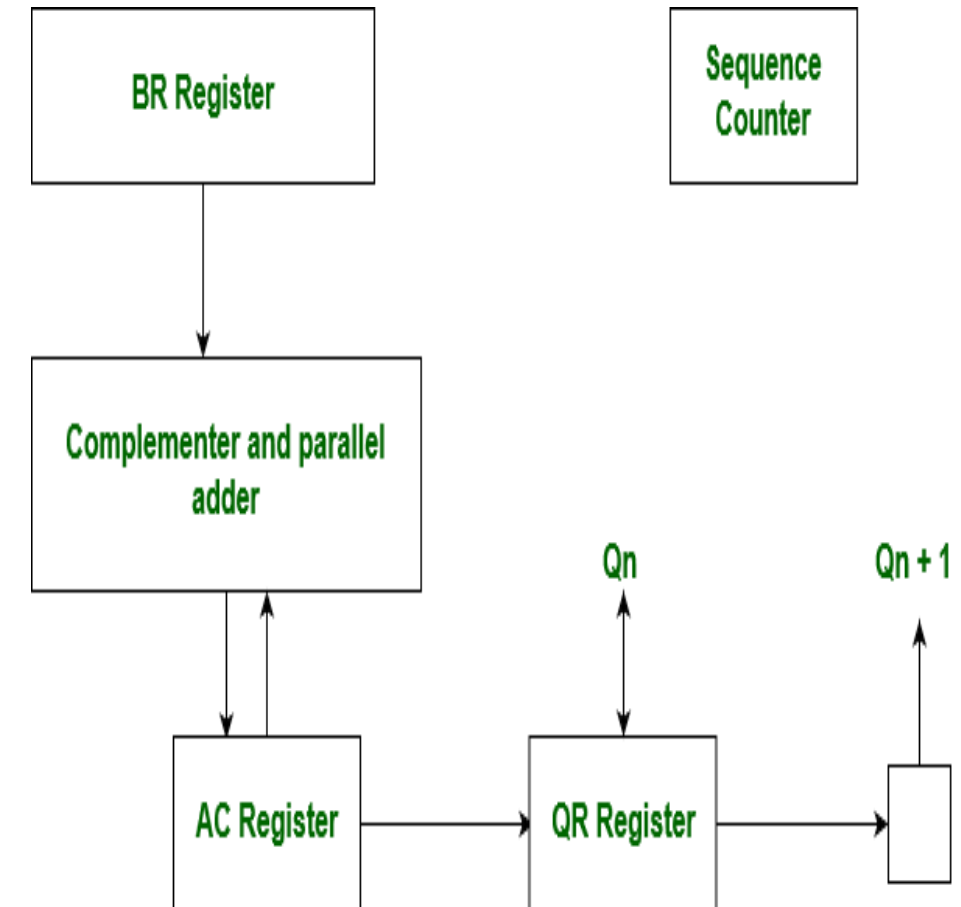 BR Register
Sequence
Counter
Complementer and parallel
adder
Qn
Qn + 1
AC Register
QR Register